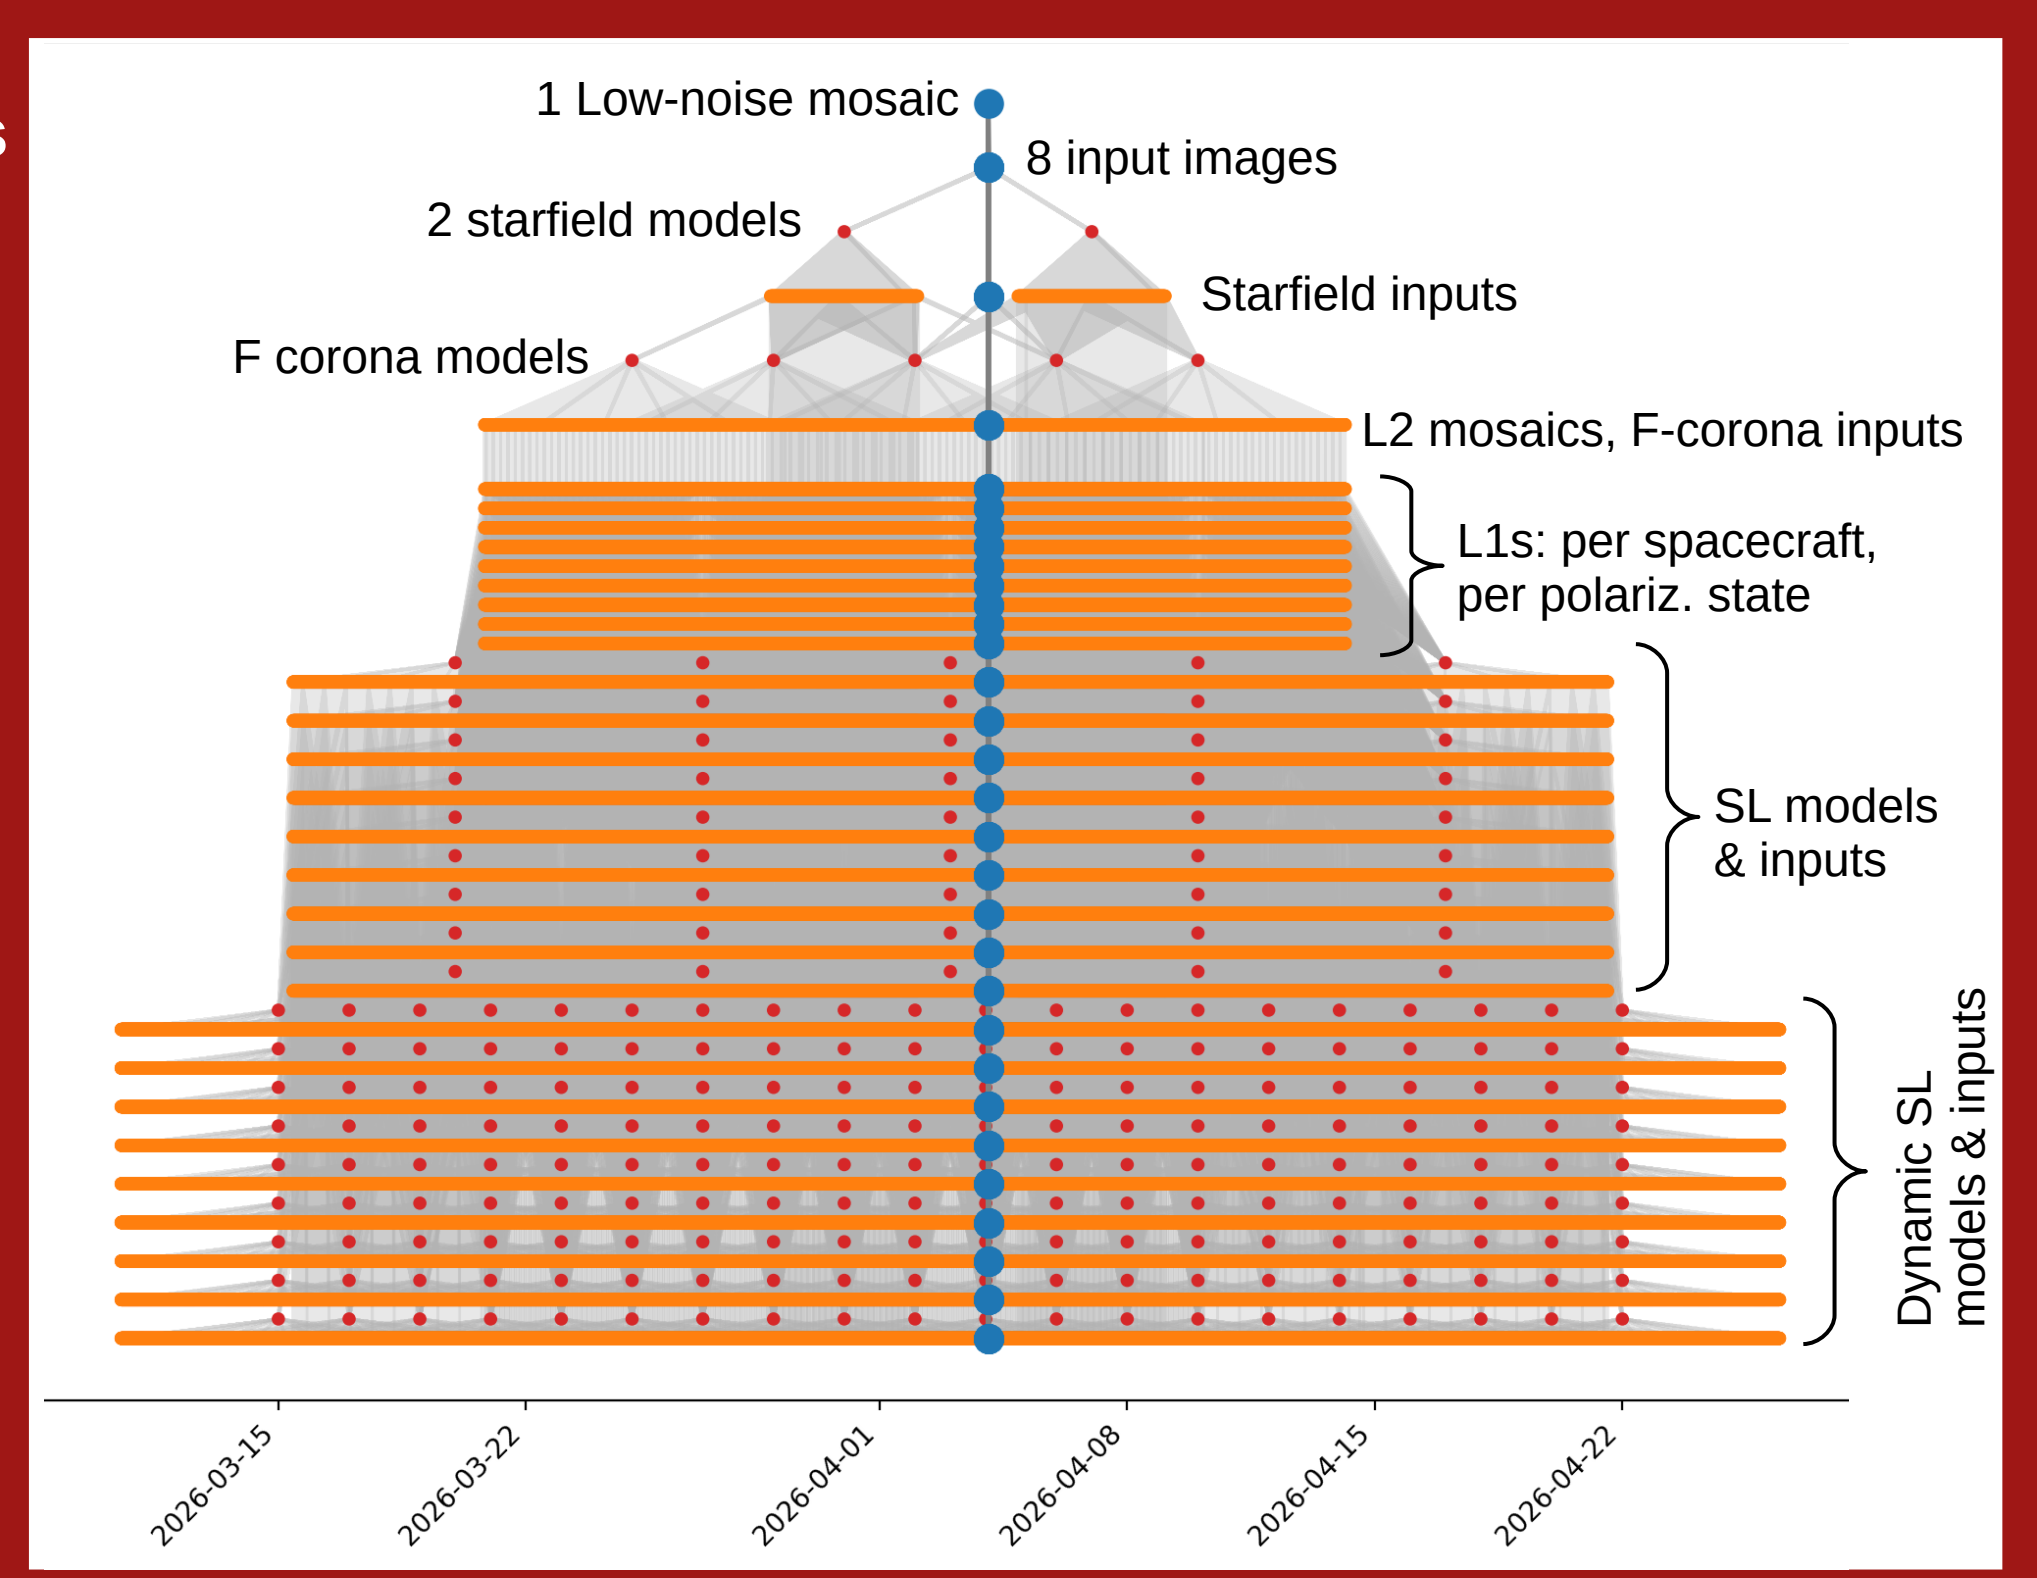 s
1 Low-noise mosaic
8 input images
2 starfield models
Starfield inputs
F corona models
L2 mosaics, F-corona inputs
L1s: per spacecraft,
per polariz. state
SL models
& inputs
Dynamic SL
models & inputs
2026-03-15
2026-03-22
2026-04-01
2026-04-08
2026-04-15
2026-04-22